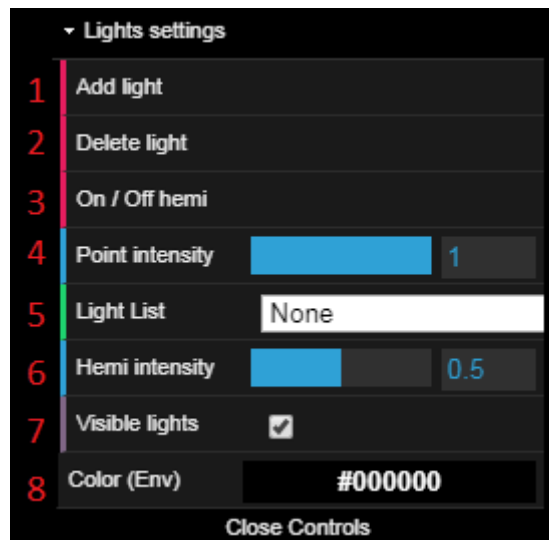 Lights settings
1 Add light
2 Delete light
3 On / Off hemi
4 Point intensity 1
5 Light List None
6 Hemi intensity 0.5
7 Visible lights
8 Color (Env) #000000
Close Controls